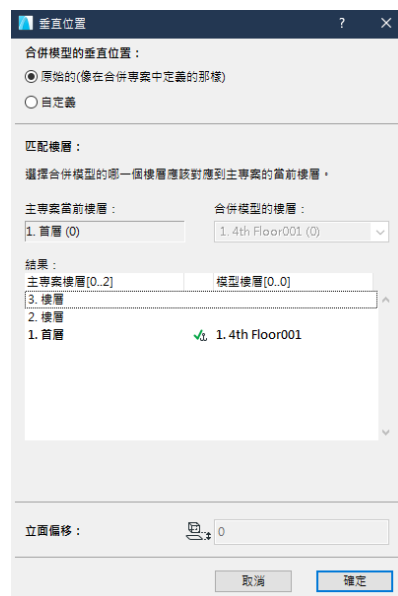 垂直位置
合併模型的垂直位置：
原始的(像在合併專案中定義的那樣)
自定義
匹配樓層：
選擇合併模型的哪一個樓層應該對應到主專案的當前樓層。
主專案當前樓層： 合併模型的樓層：
1. 首層 (0) 1. 4th Floor001 (0)
結果：
主專案樓層[0..2] 模型樓層[0..0]
3. 樓層
2. 樓層
1. 首層 1. 4th Floor001
立面偏移： 0
取消 確定